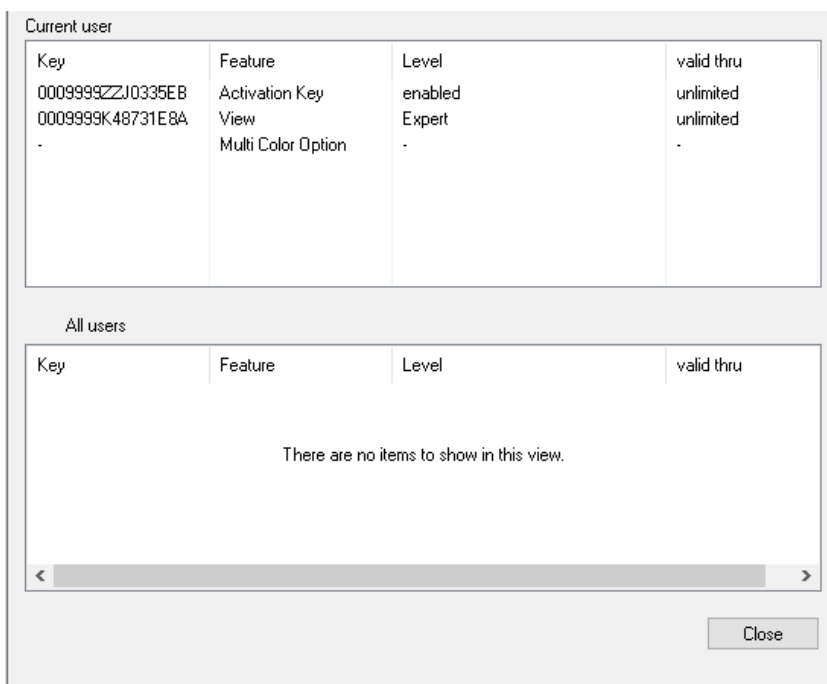 Current user
Key Feature Level valid thru
0009999ZZJ0335EB Activation Key enabled unlimited
0009999K48731E8A View Expert unlimited
- Multi Color Option - -
All users
Key Feature Level valid thru
There are no items to show in this view.
Close